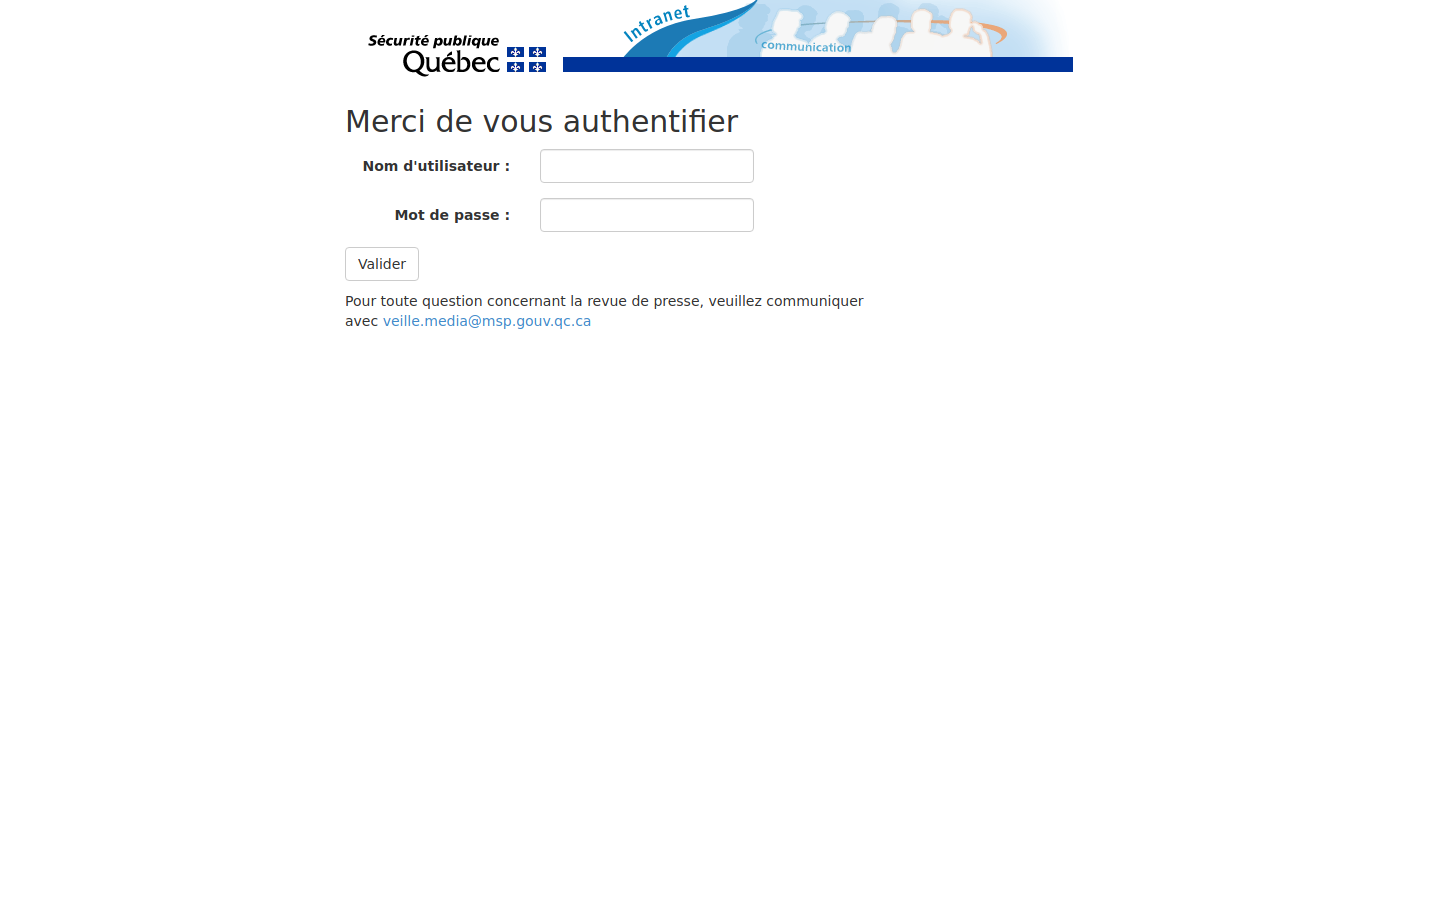 Intranet
Sécurité publique
Québec
communication
Merci de vous authentifier
Nom d'utilisateur :
Mot de passe :
Valider
Pour toute question concernant la revue de presse, veuillez communiquer
avec veille.media@msp.gouv.qc.ca